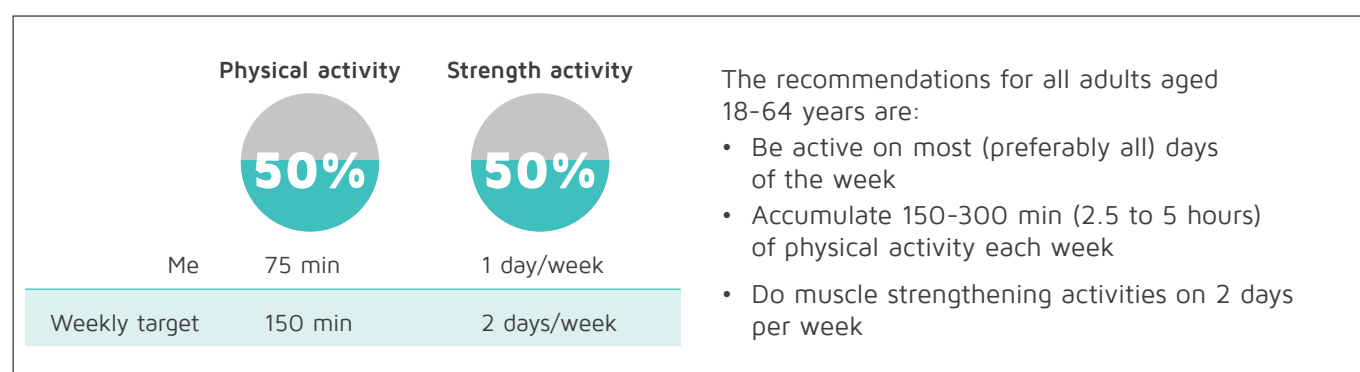 Physical activity Strength activity
50% 50%
Me 75 min 1 day/week
Weekly target 150 min 2 days/week
The recommendations for all adults aged
18-64 years are:
• Be active on most (preferably all) days
of the week
• Accumulate 150-300 min (2.5 to 5 hours)
of physical activity each week
• Do muscle strengthening activities on 2 days
per week